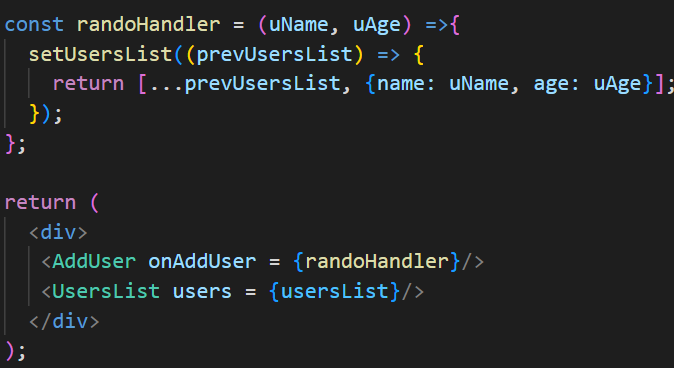 const randoHandler = (uName, uAge) =>{
  setUsersList((prevUsersList) => {
    return [...prevUsersList, {name: uName, age: uAge}];
  });
};

return (
  <div>
   <AddUser onAddUser = {randoHandler}/>
   <UsersList users = {usersList}/>
  </div>
);